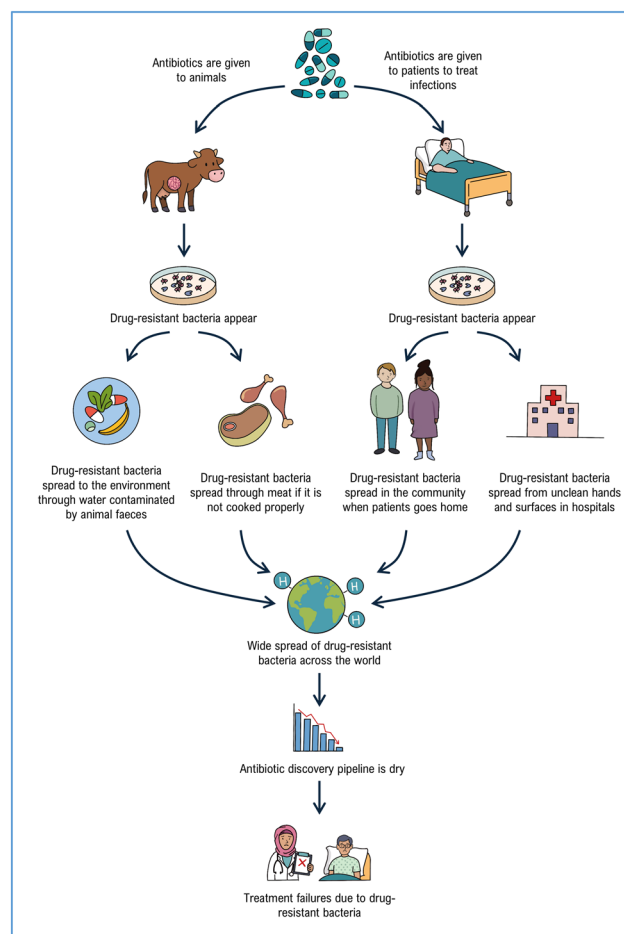 Antibiotics are given
to animals
Antibiotics are given
to patients to treat
infections
Drug-resistant bacteria appear
Drug-resistant bacteria appear
Drug-resistant bacteria
spread to the environment
through water contaminated
by animal faeces
Drug-resistant bacteria
spread through meat if it is
not cooked properly
Drug-resistant bacteria
spread in the community
when patients goes home
Drug-resistant bacteria
spread from unclean hands
and surfaces in hospitals
H
H
H
Wide spread of drug-resistant
bacteria across the world
Antibiotic discovery pipeline is dry
Treatment failures due to drug-
resistant bacteria